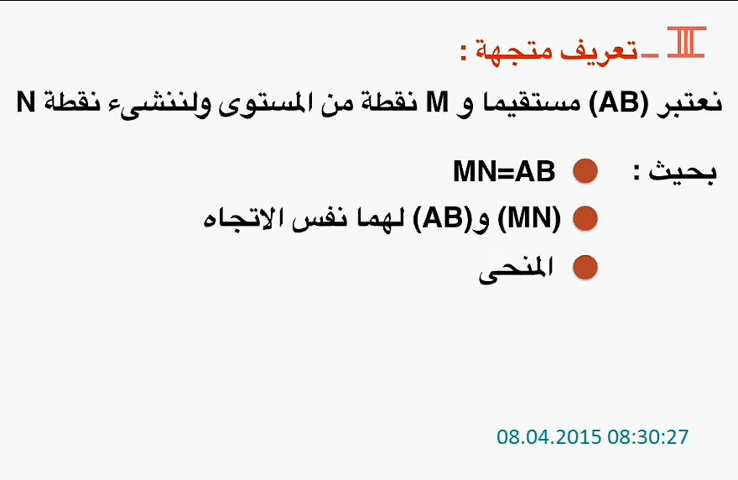 III – تعريف متجهة :
نعتبر (AB) مستقيما و M نقطة من المستوى ولننشىء نقطة N
بحيث : ● MN=AB
● (MN) و(AB) لهما نفس الاتجاه
● المنحى
08.04.2015 08:30:27